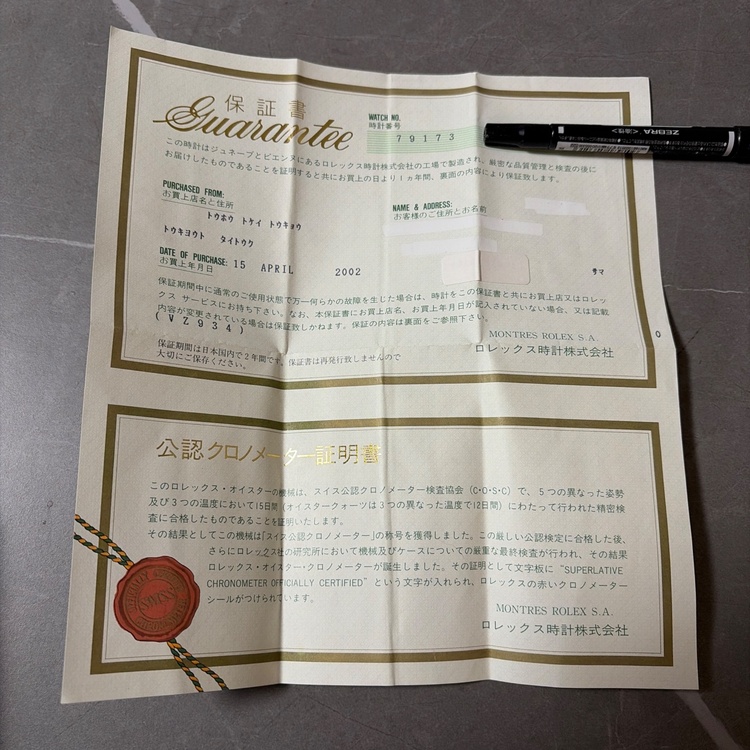 保証書
Guarantee
WATCH NO.
時計番号
79173
この時計はジュネーブとビエンヌにあるロレックス時計株式会社の工場で製造され、厳密な品質管理と検査の後に
お届けしたものであることを証明すると共にお買上の日より1ヵ年間、裏面の内容により保証致します。
PURCHASED FROM:
お買上店名と住所
トウホウ トケイ トウキョウ
トウキヨウト タイトウク
NAME & ADDRESS:
お客様のご住所とお名前
サマ
DATE OF PURCHASE:
お買上年月日
15 APRIL 2002
保証期間中に通常のご使用状態で万一何らかの故障を生じた場合は、時計をこの保証書と共にお買上店又はロレッ
クス サービスにお持ち下さい。なお、本保証書にお買上店名、お買上年月日が記入されていない場合、又は記載
内容が変更されている場合は保証致しかねます。保証の内容は裏面をご参照下さい。
(VZ934)
保証期間は日本国内で2年間です。保証書は再発行致しませんので
大切にご保存ください。
MONTRES ROLEX S.A.
ロレックス時計株式会社
公認クロノメーター証明書
このロレックス・オイスターの機械は、スイス公認クロノメーター検査協会(C・O・S・C)で、5つの異なった姿勢
及び3つの温度において15日間(オイスタークォーツは3つの異なった温度で12日間)にわたって行われた精密検
査に合格したものであることを証明いたします。
その結果としてこの機械は「スイス公認クロノメーター」の称号を獲得しました。この厳しい公認検定に合格した後、
さらにロレックス社の研究所において機械及びケースについての厳重な最終検査が行われ、その結果
ロレックス・オイスター・クロノメーターが誕生しました。その証明として文字板に"SUPERLATIVE
CHRONOMETER OFFICIALLY CERTIFIED"という文字が入れられ、ロレックスの赤いクロノメーター
シールがつけられています。
MONTRES ROLEX S.A.
ロレックス時計株式会社
ZEBRA <油性>